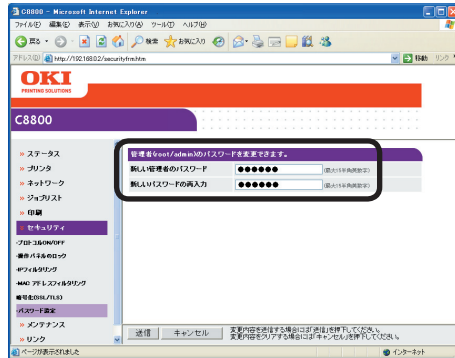 C8800 - Microsoft Internet Explorer
ファイル(F) 編集(E) 表示(V) お気に入り(A) ツール(T) ヘルプ(H)
戻る 検索 お気に入り
アドレス(D) http://192.168.0.2/securityfrm.htm 移動 リンク
OKI
PRINTING SOLUTIONS
C8800
ステータス
プリンタ
ネットワーク
ジョブリスト
印刷
セキュリティ
プロトコルON/OFF
操作パネルのロック
IPフィルタリング
MACアドレスフィルタリング
暗号化(SSL/TLS)
パスワード設定
メンテナンス
リンク
管理者(root/admin)のパスワードを変更できます。
新しい管理者のパスワード ●●●●●● (最大15半角英数字)
新しいパスワードの再入力 ●●●●●● (最大15半角英数字)
送信 キャンセル
変更内容を送信する場合には「送信」を押下してください。
変更内容をクリアする場合には「キャンセル」を押下してください。
ページが表示されました
インターネット